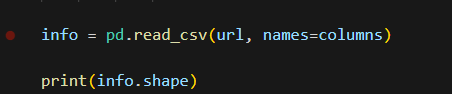 info = pd.read_csv(url, names=columns)
print(info.shape)